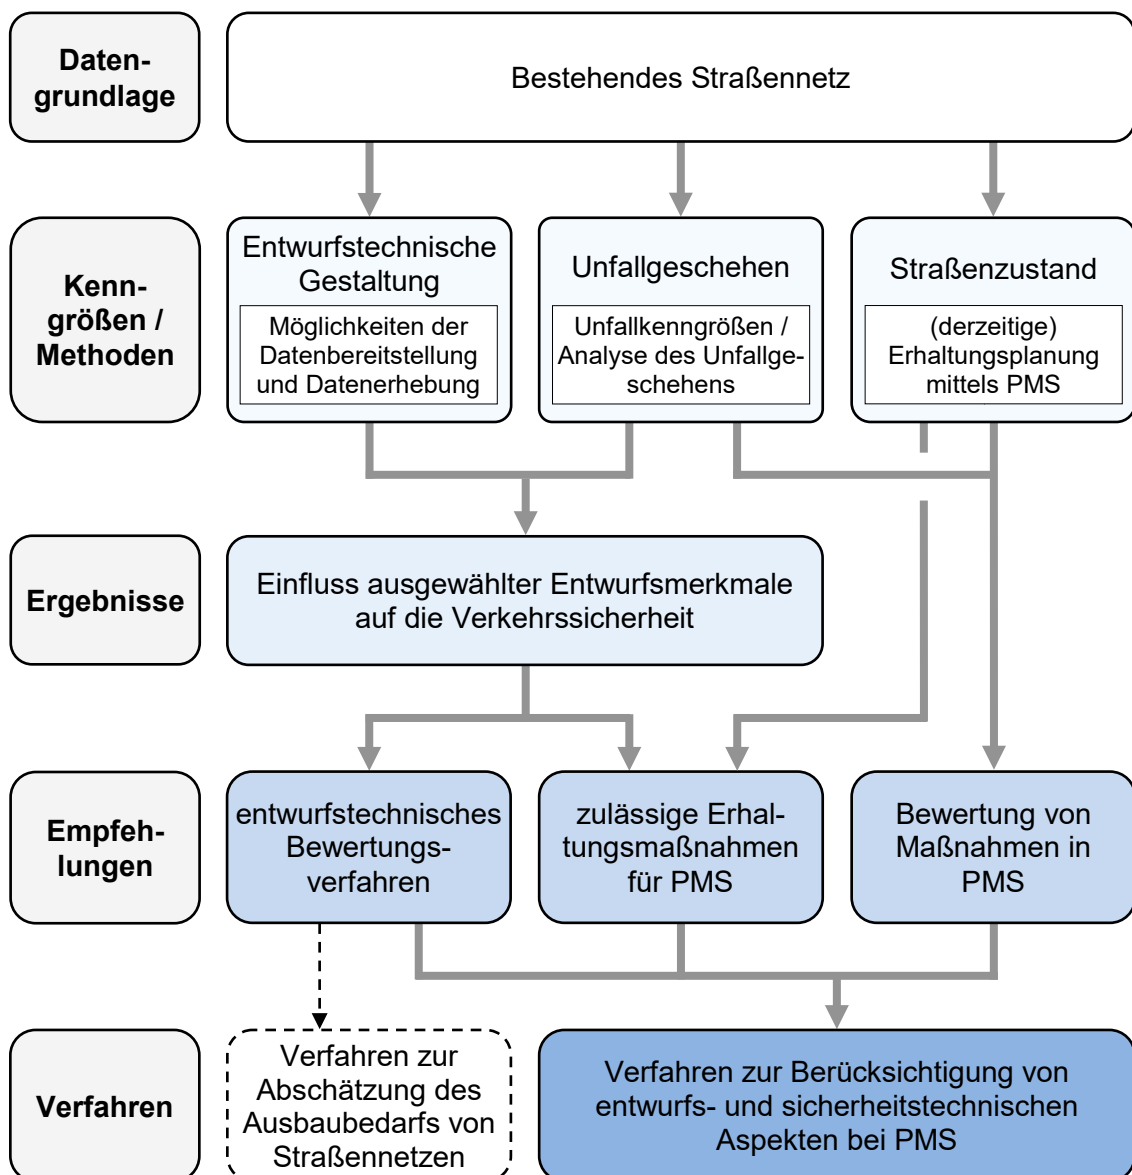 Daten-
grundlage
Bestehendes Straßennetz
Kenn-
größen /
Methoden
Entwurfstechnische
Gestaltung
Möglichkeiten der
Datenbereitstellung
und Datenerhebung
Unfallgeschehen
Unfallkenngrößen /
Analyse des Unfallge-
schehens
Straßenzustand
(derzeitige)
Erhaltungsplanung
mittels PMS
Ergebnisse
Einfluss ausgewählter Entwurfsmerkmale
auf die Verkehrssicherheit
Empfeh-
lungen
entwurfstechnisches
Bewertungs-
verfahren
zulässige Erhal-
tungsmaßnahmen
für PMS
Bewertung von
Maßnahmen in
PMS
Verfahren
Verfahren zur
Abschätzung des
Ausbaubedarfs von
Straßennetzen
Verfahren zur Berücksichtigung von
entwurfs- und sicherheitstechnischen
Aspekten bei PMS